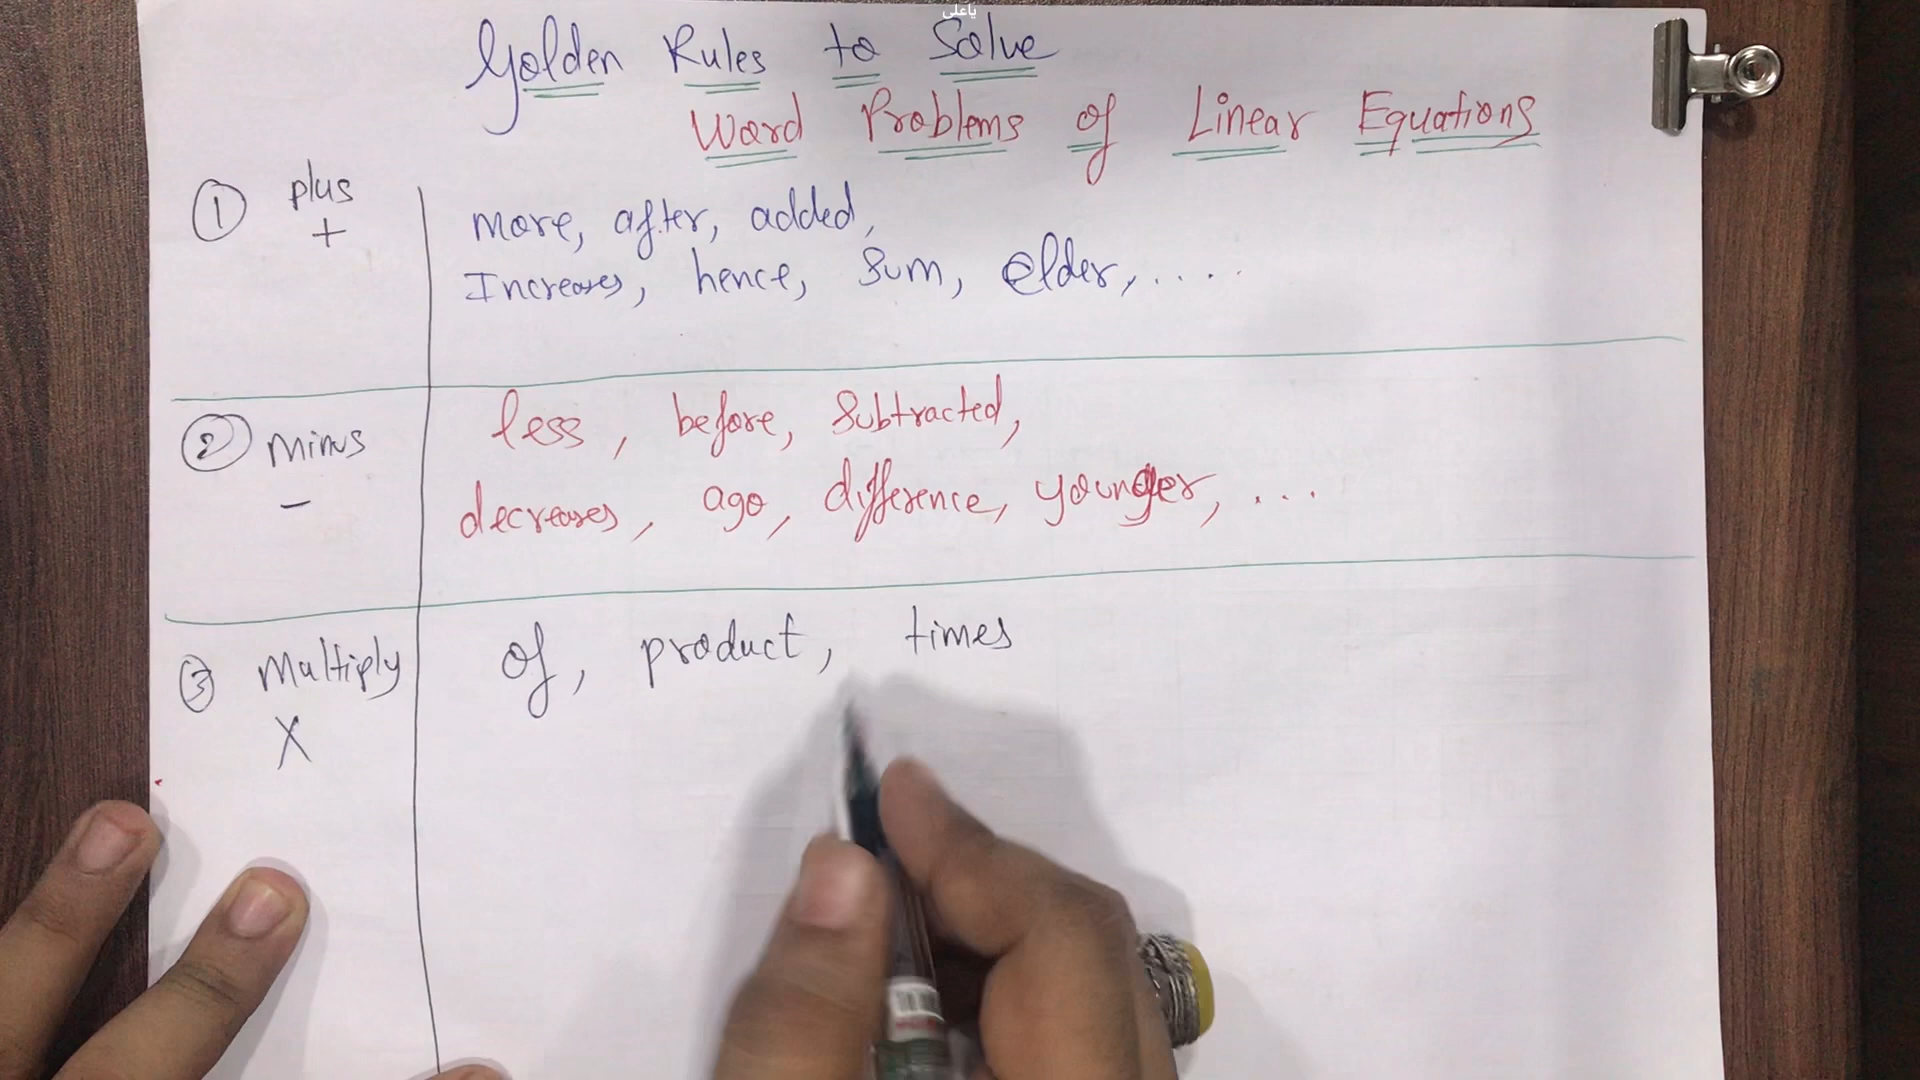 ياعلى
Golden Rules to Solve
Word Problems of Linear Equations
① plus
+
more, after, added,
Increases, hence, Sum, elder, ....
② minus
−
less, before, Subtracted,
decreases, ago, difference, younger, ...
③ Multiply
X
of, product, times